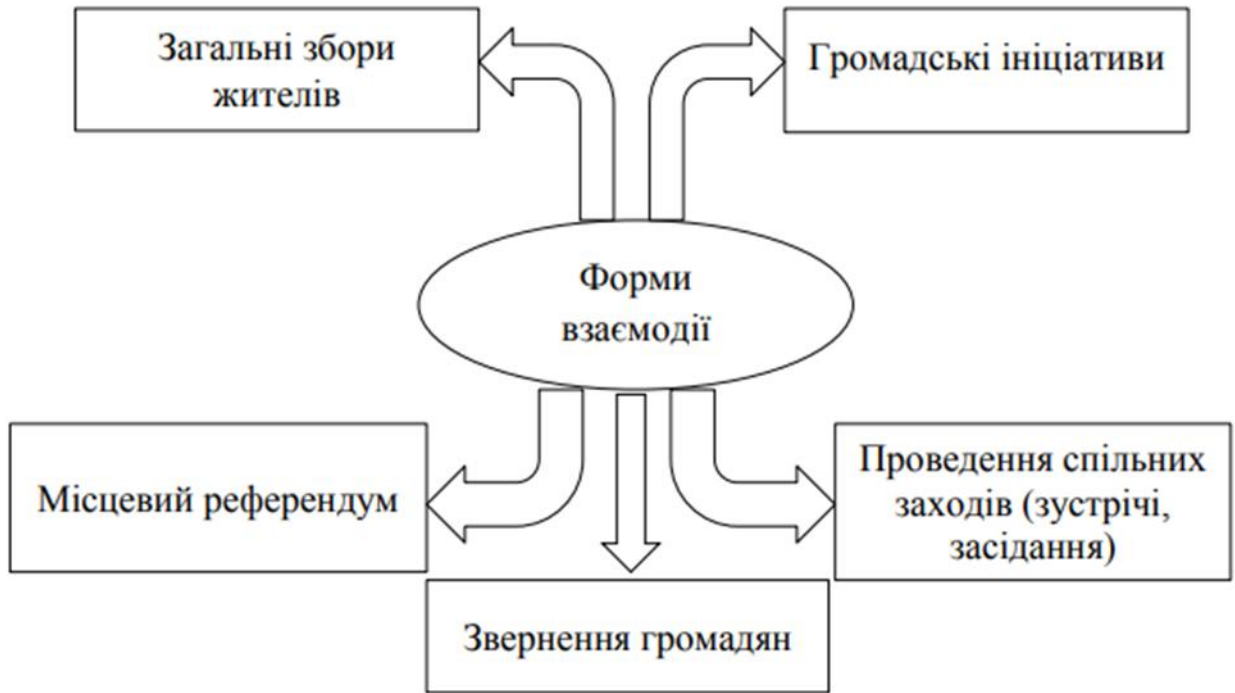 Загальні збори
жителів
Громадські ініціативи
Форми
взаємодії
Місцевий референдум
Проведення спільних
заходів (зустрічі,
засідання)
Звернення громадян